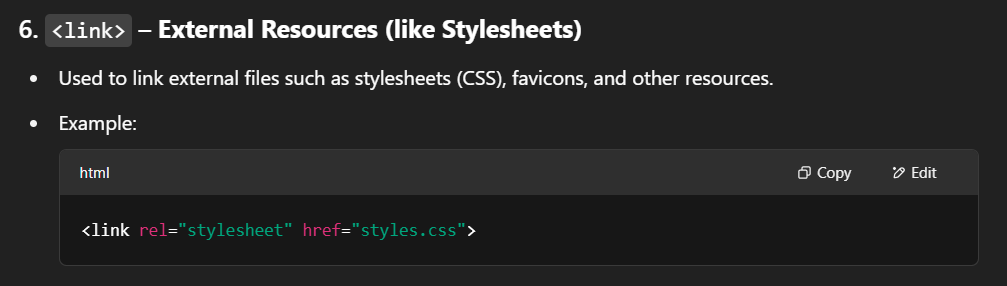 6. <link> – External Resources (like Stylesheets)
• Used to link external files such as stylesheets (CSS), favicons, and other resources.
• Example:
html Copy Edit
<link rel="stylesheet" href="styles.css">